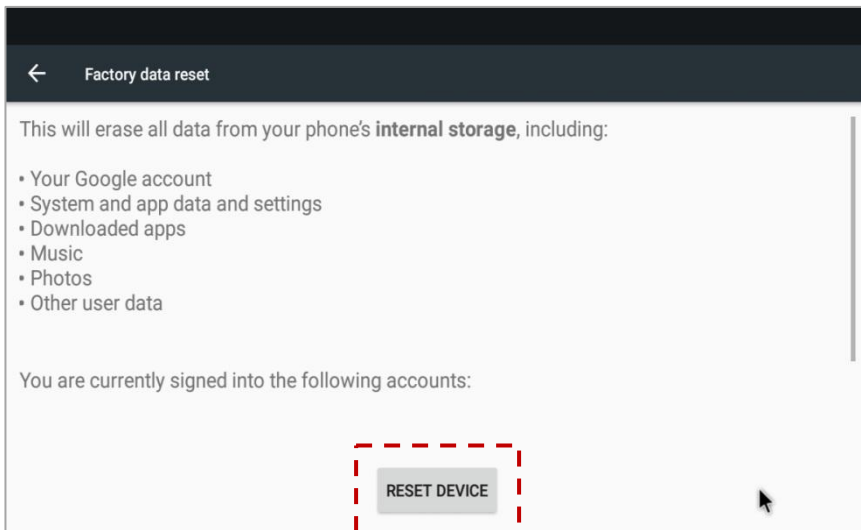 Factory data reset
This will erase all data from your phone's internal storage, including:
• Your Google account
• System and app data and settings
• Downloaded apps
• Music
• Photos
• Other user data
You are currently signed into the following accounts:
RESET DEVICE